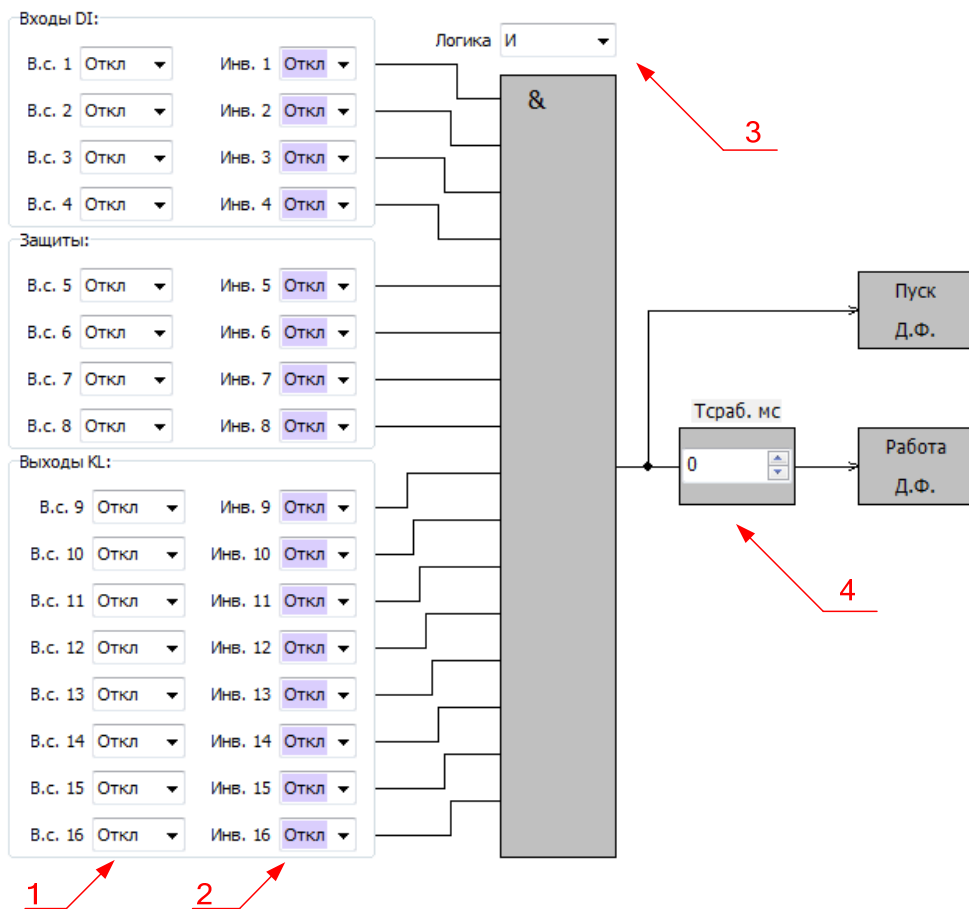 Входы DI:
Логика И
В.с. 1 Откл Инв. 1 Откл
&
В.с. 2 Откл Инв. 2 Откл
3
В.с. 3 Откл Инв. 3 Откл
В.с. 4 Откл Инв. 4 Откл
Защиты:
В.с. 5 Откл Инв. 5 Откл
Пуск
Д.Ф.
В.с. 6 Откл Инв. 6 Откл
В.с. 7 Откл Инв. 7 Откл
Тсраб. мс
В.с. 8 Откл Инв. 8 Откл
Работа
Д.Ф.
0
Выходы KL:
В.с. 9 Откл Инв. 9 Откл
В.с. 10 Откл Инв. 10 Откл
4
В.с. 11 Откл Инв. 11 Откл
В.с. 12 Откл Инв. 12 Откл
В.с. 13 Откл Инв. 13 Откл
В.с. 14 Откл Инв. 14 Откл
В.с. 15 Откл Инв. 15 Откл
В.с. 16 Откл Инв. 16 Откл
1
2